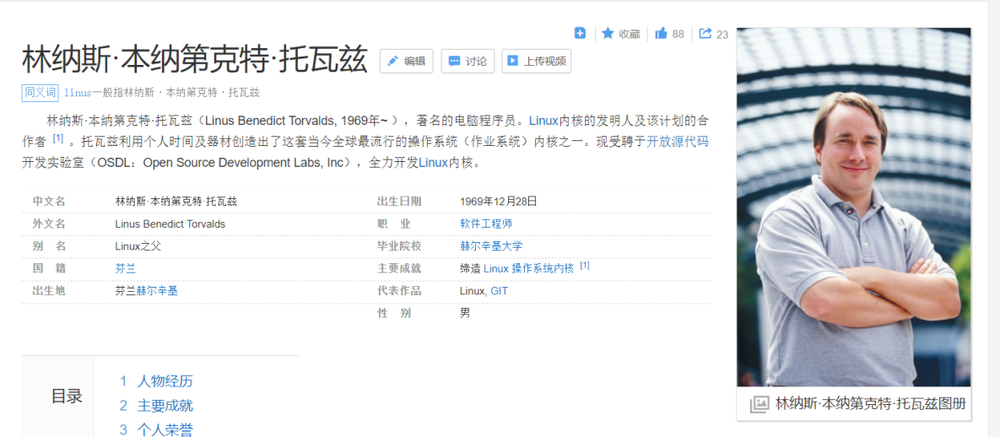 收藏 88 23
林纳斯·本纳第克特·托瓦兹 编辑 讨论 上传视频
同义词 linus一般指林纳斯·本纳第克特·托瓦兹
林纳斯·本纳第克特·托瓦兹（Linus Benedict Torvalds, 1969年~ ），著名的电脑程序员。Linux内核的发明人及该计划的合
作者 [1] 。托瓦兹利用个人时间及器材创造出了这套当今全球最流行的操作系统（作业系统）内核之一。现受聘于开放源代码
开发实验室（OSDL：Open Source Development Labs, Inc），全力开发Linux内核。
中文名 林纳斯·本纳第克特·托瓦兹
外文名 Linus Benedict Torvalds
别 名 Linux之父
国 籍 芬兰
出生地 芬兰赫尔辛基
出生日期 1969年12月28日
职 业 软件工程师
毕业院校 赫尔辛基大学
主要成就 缔造 Linux 操作系统内核 [1]
代表作品 Linux, GIT
性 别 男
林纳斯·本纳第克特·托瓦兹图册
目录
1 人物经历
2 主要成就
3 个人荣誉